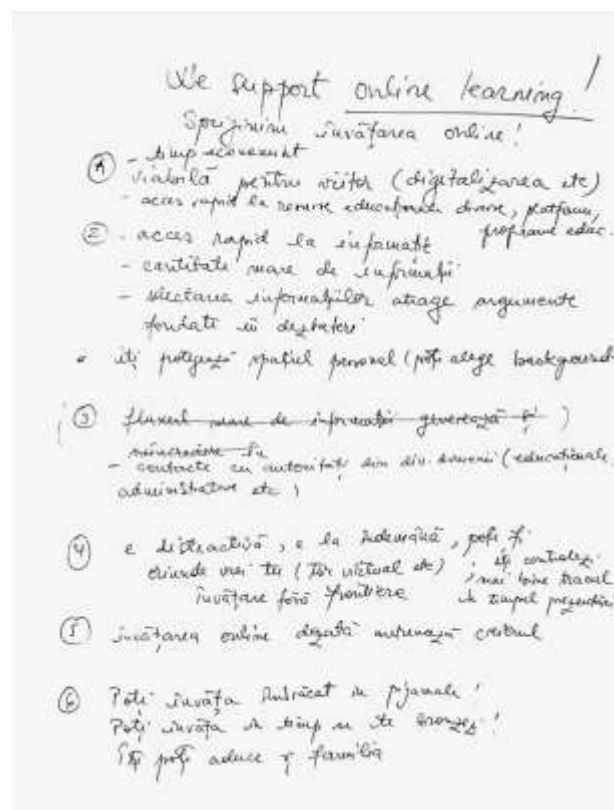 We support online learning!
Sprijinim învățarea online!
① - timp economisit
viabilă pentru viitor (digitalizarea etc)
- acces rapid la resurse educaționale diverse, platforme,
programe educ.
② - acces rapid la informație
- cantitate mare de informații
- selectarea informațiilor atrage argumente
fondate în dezbateri
• îți protejează spațiul personal (poți alege background
③ fluxul mare de informații generează și )
- contacte cu autorități din div. domenii (educaționale,
administrative etc)
④ e distractivă, e la îndemână, poți fi
oriunde vrei tu (tur virtual etc) ; îți controlezi
învățare fără frontiere mai bine tracul
în timpul prezentării
⑤ învățarea online digitală antrenează creierul
⑥ Poți învăța îmbrăcat în pijamale!
Poți învăța în timp ce te bronzezi!
Îți poți aduce și familia